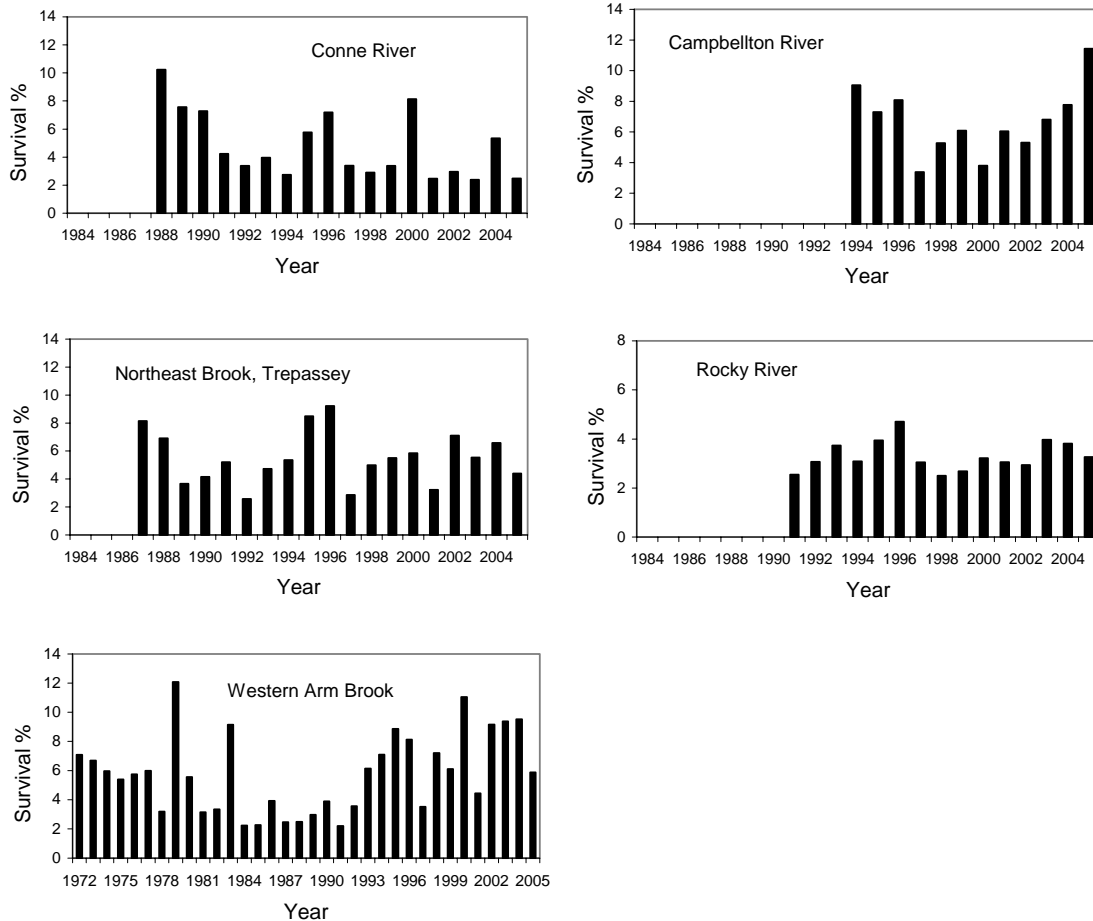 Conne River
Survival %
14
12
10
8
6
4
2
0
1984 1986 1988 1990 1992 1994 1996 1998 2000 2002 2004
Year
Campbellton River
Survival %
14
12
10
8
6
4
2
0
1984 1986 1988 1990 1992 1994 1996 1998 2000 2002 2004
Year
Northeast Brook, Trepassey
Survival %
14
12
10
8
6
4
2
0
1984 1986 1988 1990 1992 1994 1996 1998 2000 2002 2004
Year
Rocky River
Survival %
8
6
4
2
0
1984 1986 1988 1990 1992 1994 1996 1998 2000 2002 2004
Year
Western Arm Brook
Survival %
14
12
10
8
6
4
2
0
1972 1975 1978 1981 1984 1987 1990 1993 1996 1999 2002 2005
Year